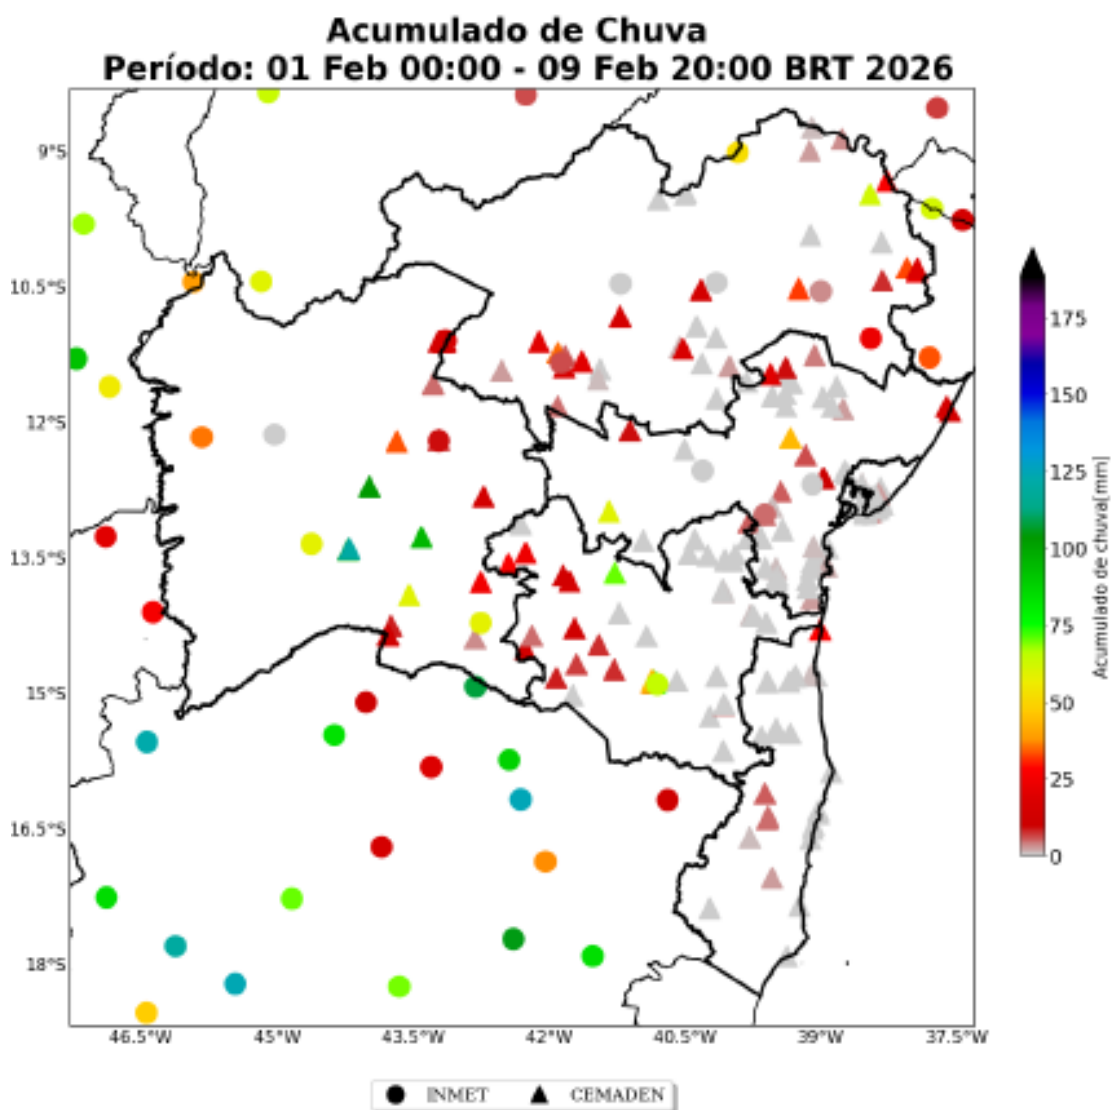 Acumulado de Chuva
Período: 01 Feb 00:00 - 09 Feb 20:00 BRT 2026
9°S
10.5°S
12°S
13.5°S
15°S
16.5°S
18°S
46.5°W
45°W
43.5°W
42°W
40.5°W
39°W
37.5°W
175
150
125
100
75
50
25
0
Acumulado de chuva[mm]
INMET
CEMADEN